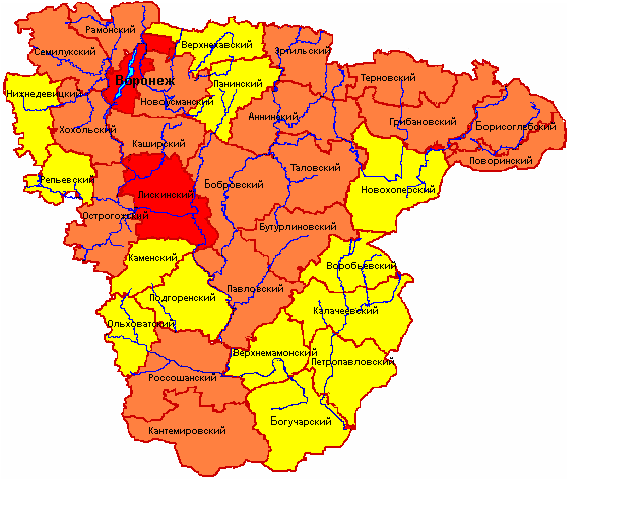 Рамонский
Верхнехавский
Семилукский
Эртильский
Воронеж
Терновский
Панинский
Нижнедевицкий
Новоусманский
Аннинский
Грибановский
Борисоглебский
Хохольский
Каширский
Поворинский
Таловский
Репьевский
Бобровский
Новохоперский
Лискинский
Острогожский
Бутурлиновский
Каменский
Воробьевский
Павловский
Подгоренский
Калачеевский
Ольховатский
Верхнемамонский
Петропавловский
Россошанский
Богучарский
Кантемировский